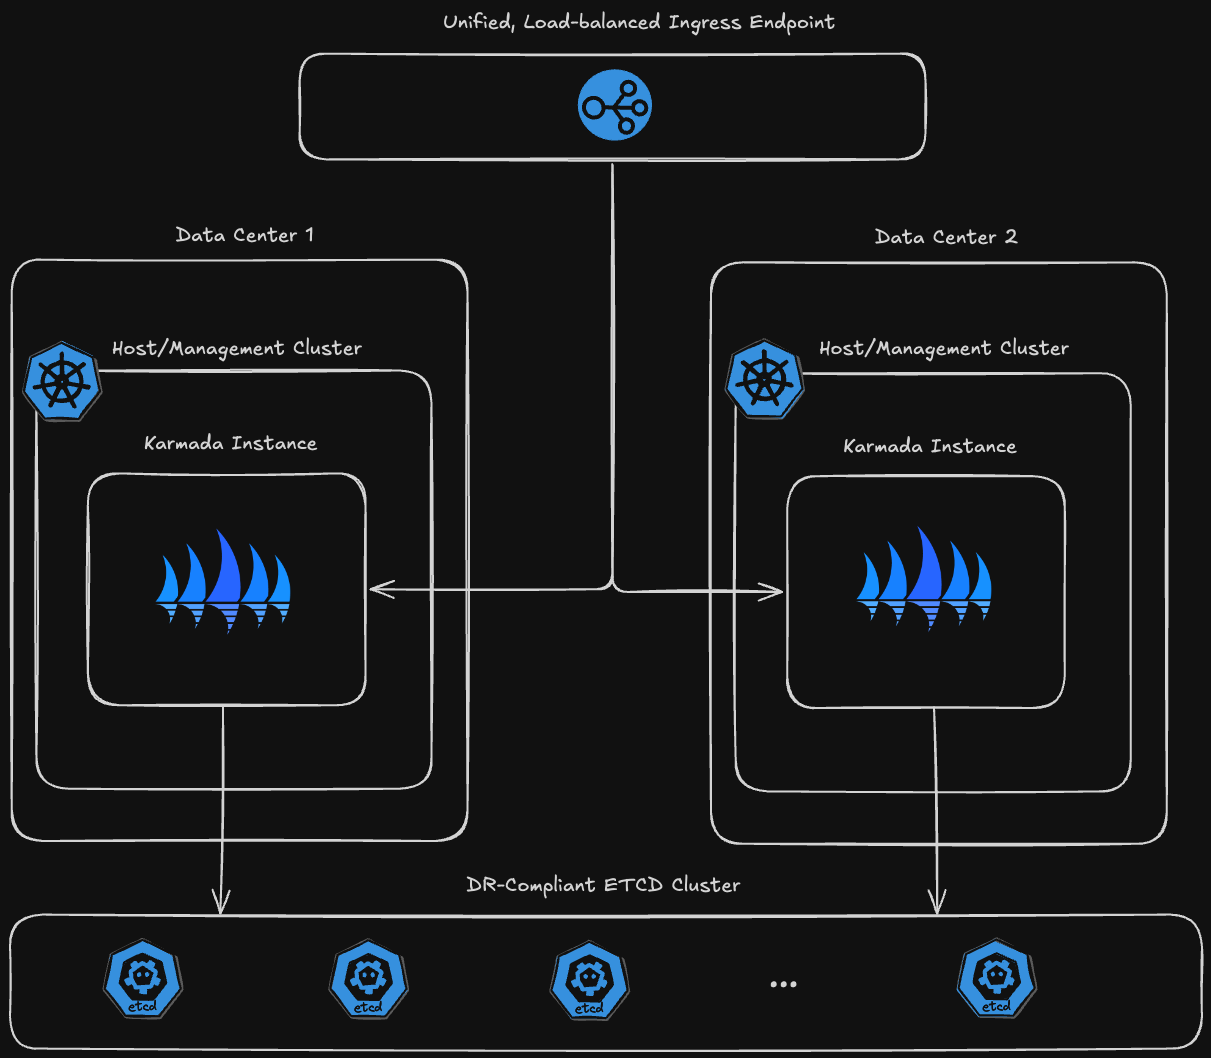 Unified, Load-balanced Ingress Endpoint
Data Center 1
Data Center 2
Host/Management Cluster
Host/Management Cluster
Karmada Instance
Karmada Instance
DR-Compliant ETCD Cluster
etcd
etcd
etcd
...
etcd